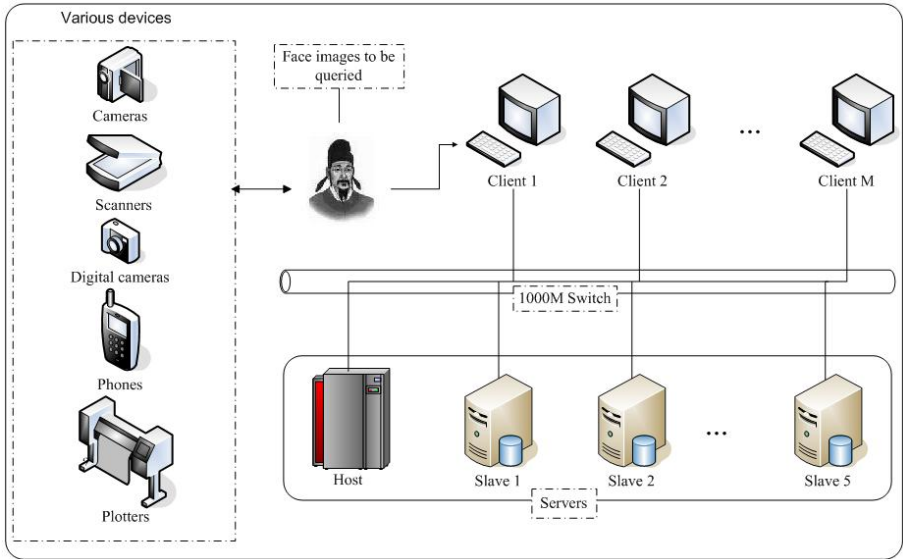 Various devices
Cameras
Scanners
Digital cameras
Phones
Plotters
Face images to be
queried
Client 1
Client 2
...
Client M
1000M Switch
Host
Slave 1
Slave 2
...
Slave 5
Servers